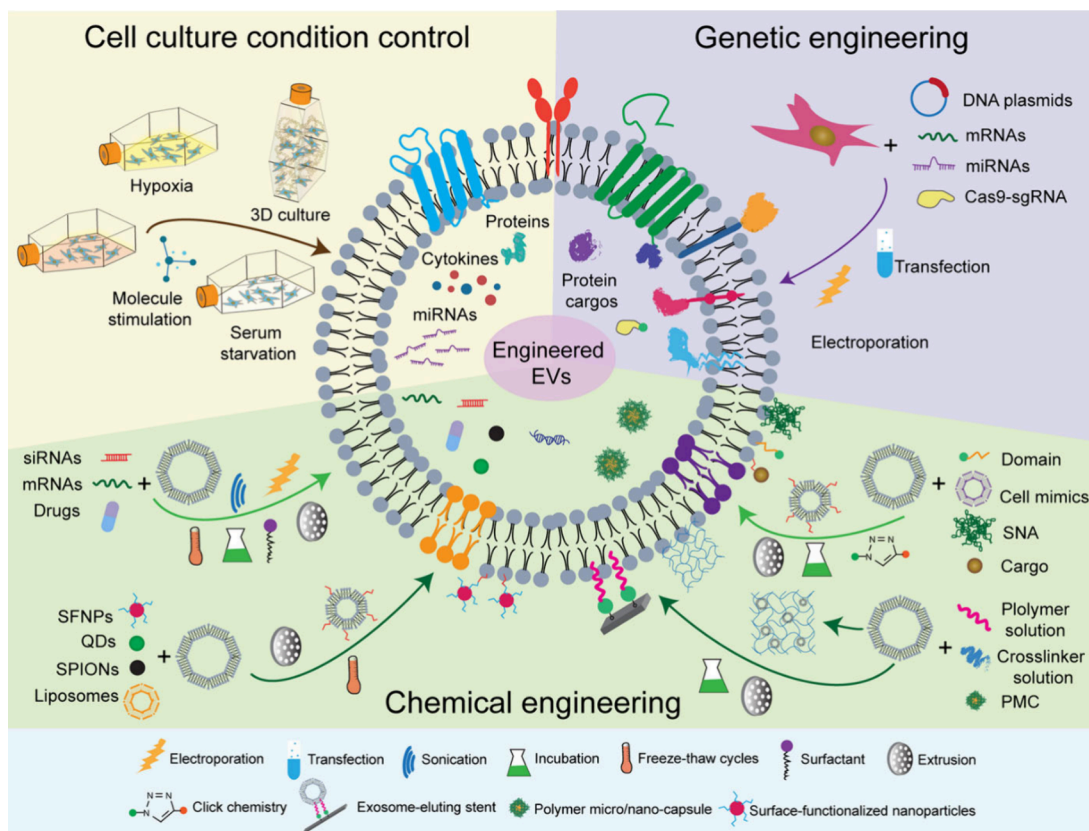 Cell culture condition control
Genetic engineering
Hypoxia
3D culture
Molecule
stimulation
Serum
starvation
DNA plasmids
mRNAs
miRNAs
Cas9-sgRNA
Transfection
Electroporation
Proteins
Cytokines
miRNAs
Protein
cargos
Engineered
EVs
siRNAs
mRNAs
Drugs
SFNPs
QDs
SPIONs
Liposomes
Domain
Cell mimics
SNA
Cargo
Plolymer
solution
Crosslinker
solution
PMC
N=N
N
Chemical engineering
Electroporation
Transfection
Sonication
Incubation
Freeze-thaw cycles
Surfactant
Extrusion
N=N
N
Click chemistry
Exosome-eluting stent
Polymer micro/nano-capsule
Surface-functionalized nanoparticles